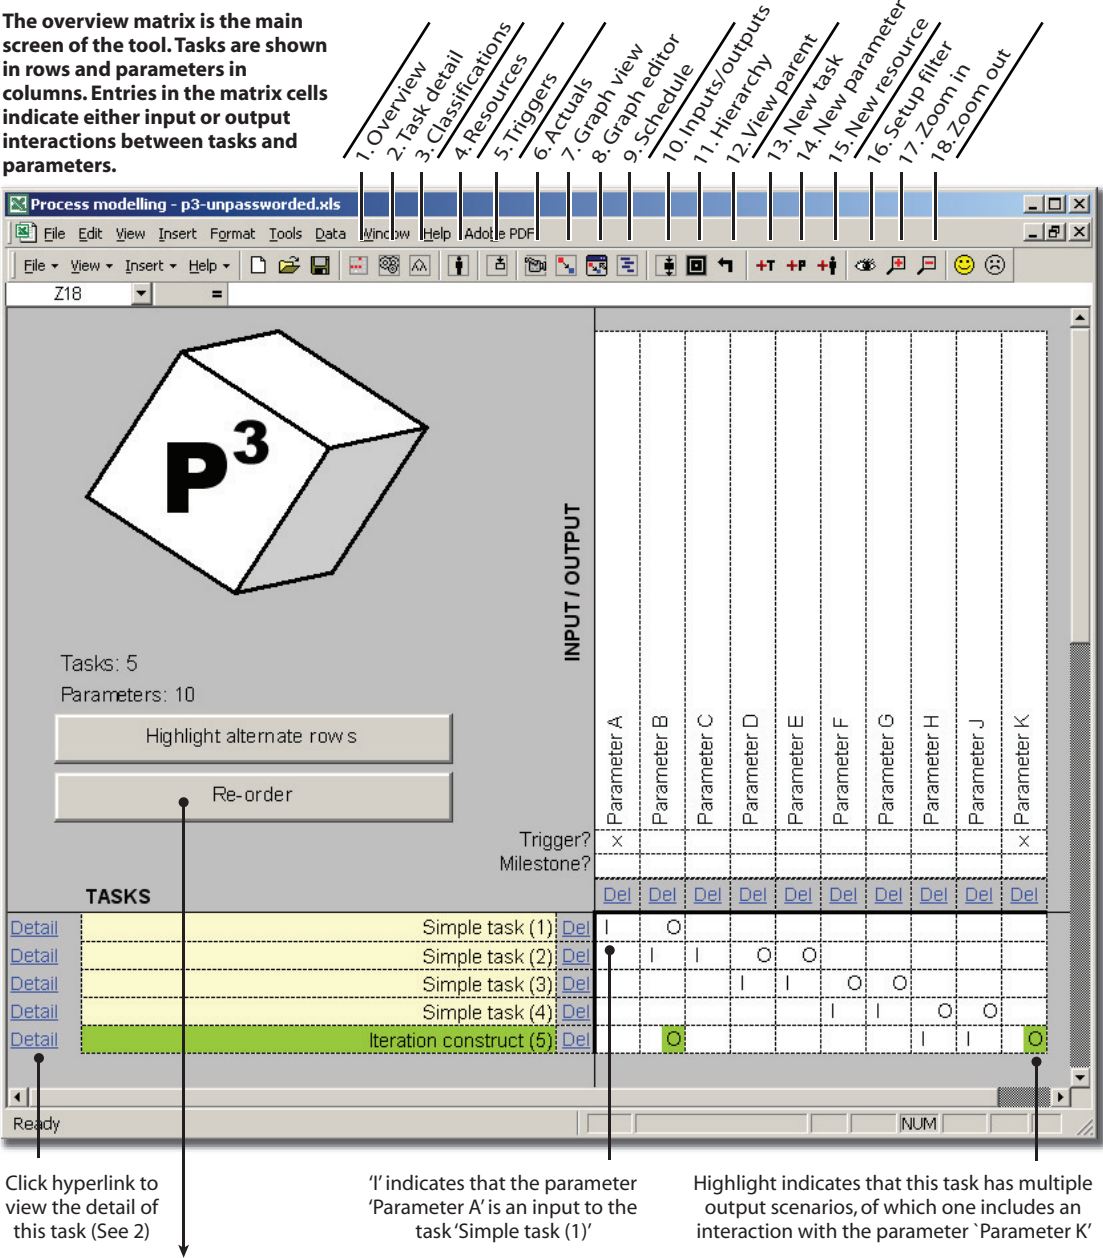 The overview matrix is the main
screen of the tool. Tasks are shown
in rows and parameters in
columns. Entries in the matrix cells
indicate either input or output
interactions between tasks and
parameters.
1. Overview
2. Task detail
3. Classifications
4. Resources
5. Triggers
6. Actuals
7. Graph view
8. Graph editor
9. Schedule
10. Inputs/outputs
11. Hierarchy
12. View parent
13. New task
14. New parameter
15. New resource
16. Setup filter
17. Zoom in
18. Zoom out
Process modelling - p3-unpassworded.xls
File Edit View Insert Format Tools Data Window Help Adobe PDF
File View Insert Help +T +P
Z18 =
P3
INPUT / OUTPUT
Tasks: 5
Parameters: 10
Highlight alternate rows
Re-order
Parameter A
Parameter B
Parameter C
Parameter D
Parameter E
Parameter F
Parameter G
Parameter H
Parameter J
Parameter K
Trigger? x x
Milestone?
TASKS Del Del Del Del Del Del Del Del Del Del
Detail Simple task (1) Del I O
Detail Simple task (2) Del I I O O
Detail Simple task (3) Del I I O O
Detail Simple task (4) Del I I O O
Detail Iteration construct (5) Del O I I O
Ready NUM
Click hyperlink to
view the detail of
this task (See 2)
'I' indicates that the parameter
'Parameter A' is an input to the
task 'Simple task (1)'
Highlight indicates that this task has multiple
output scenarios, of which one includes an
interaction with the parameter `Parameter K'